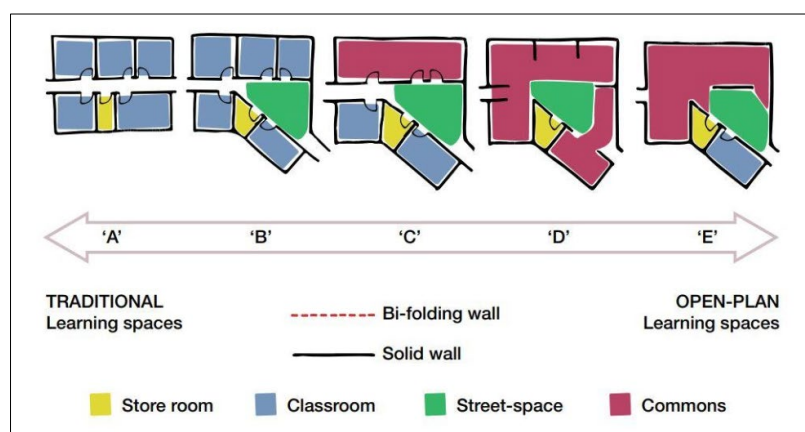 'A' 'B' 'C' 'D' 'E'
TRADITIONAL
Learning spaces
Bi-folding wall
Solid wall
OPEN-PLAN
Learning spaces
Store room Classroom Street-space Commons